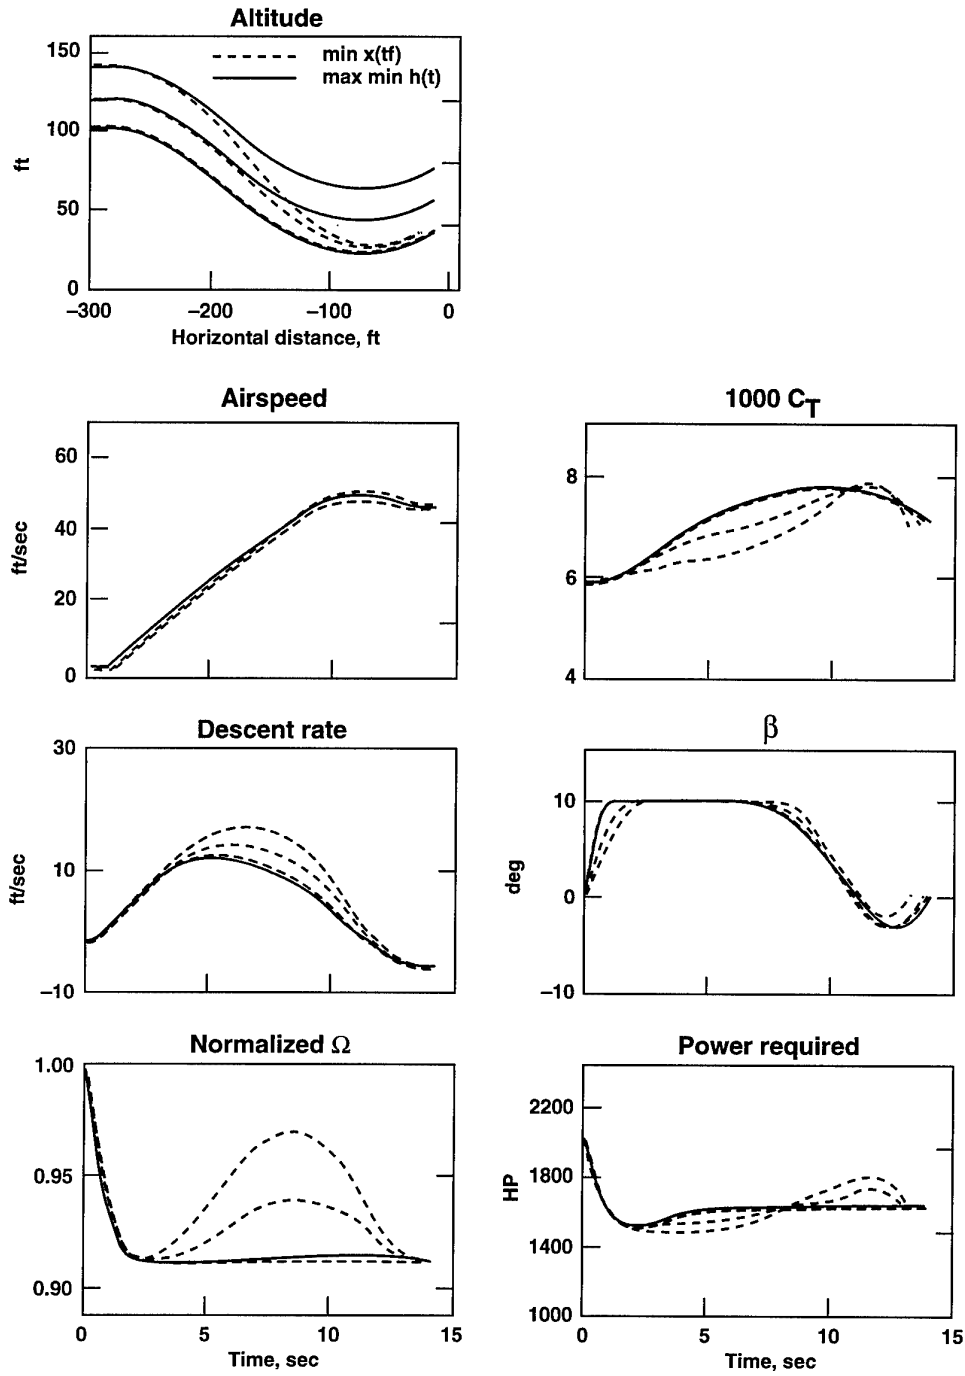 Altitude
min x(tf)
max min h(t)
150
100
50
0
ft
−300 −200 −100 0
Horizontal distance, ft
Airspeed
60
40
20
0
ft/sec
1000 CT
8
6
4
Descent rate
30
10
−10
ft/sec
β
10
0
−10
deg
Normalized Ω
1.00
0.95
0.90
0 5 10 15
Time, sec
Power required
2200
1800
1400
1000
HP
0 5 10 15
Time, sec